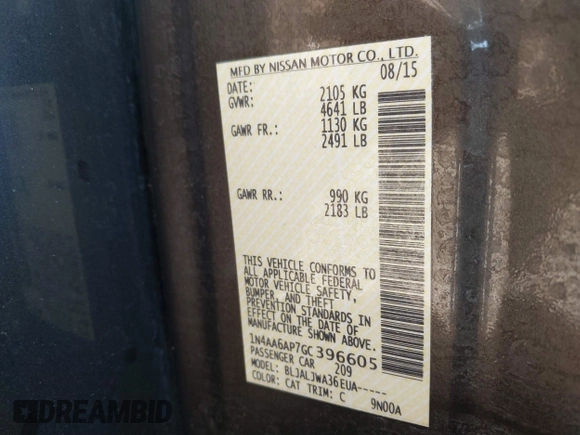 MFD BY NISSAN MOTOR CO., LTD.
DATE: 08/15
GVWR: 2105 KG
4641 LB
GAWR FR.: 1130 KG
2491 LB
GAWR RR.: 990 KG
2183 LB
THIS VEHICLE CONFORMS TO
ALL APPLICABLE FEDERAL
MOTOR VEHICLE SAFETY,
BUMPER, AND THEFT
PREVENTION STANDARDS IN
EFFECT ON THE DATE OF
MANUFACTURE SHOWN ABOVE.
1N4AA6AP7GC396605
PASSENGER CAR 209
MODEL: BLJALJWA36EUA-----
COLOR: CAT TRIM: C 9N00A
DREAMBID